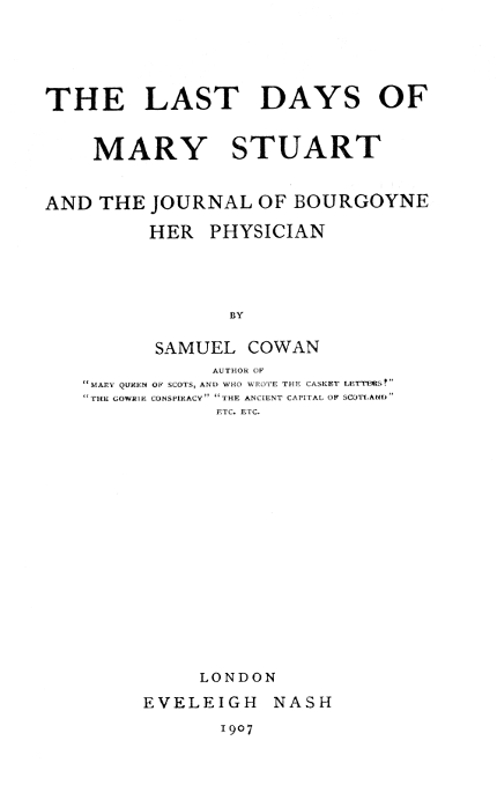 THE LAST DAYS OF
MARY STUART
AND THE JOURNAL OF BOURGOYNE
HER PHYSICIAN
BY
SAMUEL COWAN
AUTHOR OF
"MARY QUEEN OF SCOTS, AND WHO WROTE THE CASKET LETTERS?"
"THE GOWRIE CONSPIRACY" "THE ANCIENT CAPITAL OF SCOTLAND"
ETC. ETC.
LONDON
EVELEIGH NASH
1907